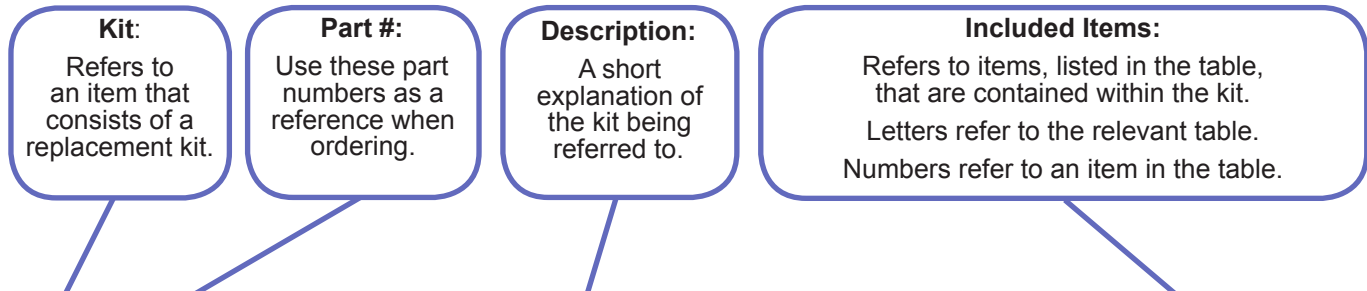 Kit:
Refers to
an item that
consists of a
replacement kit.
Part #:
Use these part
numbers as a
reference when
ordering.
Description:
A short
explanation of
the kit being
referred to.
Included Items:
Refers to items, listed in the table,
that are contained within the kit.
Letters refer to the relevant table.
Numbers refer to an item in the table.